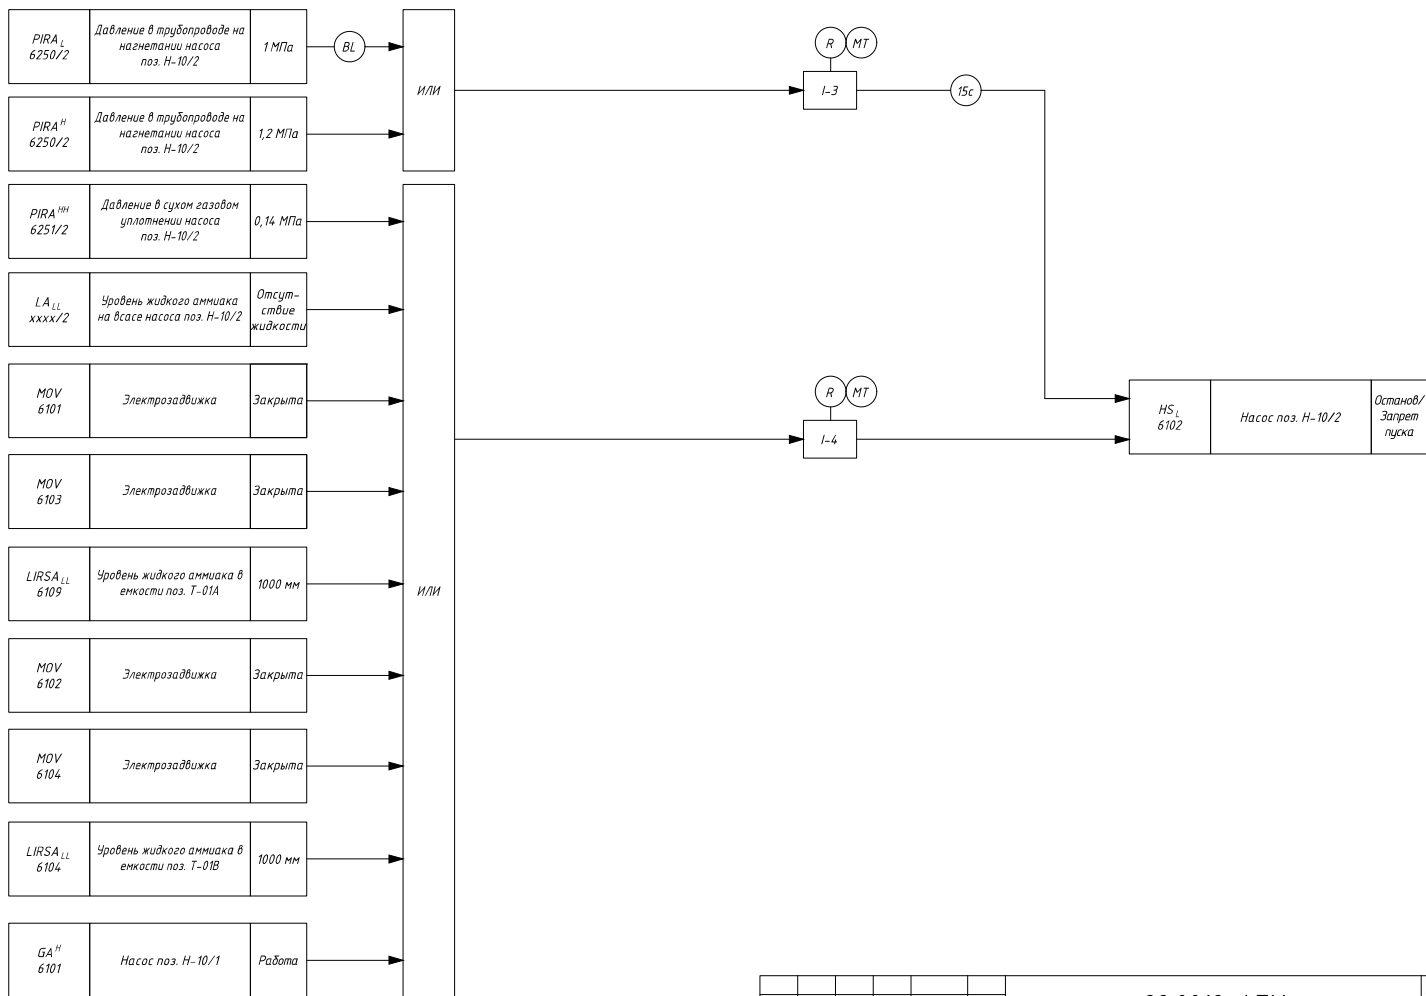 PIRA L
6250/2
Давление в трубопроводе на
нагнетании насоса
поз. Н-10/2
1 МПа
BL
ИЛИ
R
MT
I-3
15с
PIRA H
6250/2
Давление в трубопроводе на
нагнетании насоса
поз. Н-10/2
1,2 МПа
PIRA HH
6251/2
Давление в сухом газовом
уплотнении насоса
поз. Н-10/2
0,14 МПа
LA LL
xxxx/2
Уровень жидкого аммиака
на всасе насоса поз. Н-10/2
Отсут-
ствие
жидкости
MOV
6101
Электрозадвижка
Закрыта
R
MT
I-4
HS L
6102
Насос поз. Н-10/2
Останов/
Запрет
пуска
MOV
6103
Электрозадвижка
Закрыта
LIRSA LL
6109
Уровень жидкого аммиака в
емкости поз. Т-01А
1000 мм
ИЛИ
MOV
6102
Электрозадвижка
Закрыта
MOV
6104
Электрозадвижка
Закрыта
LIRSA LL
6104
Уровень жидкого аммиака в
емкости поз. Т-01В
1000 мм
GA H
6101
Насос поз. Н-10/1
Работа